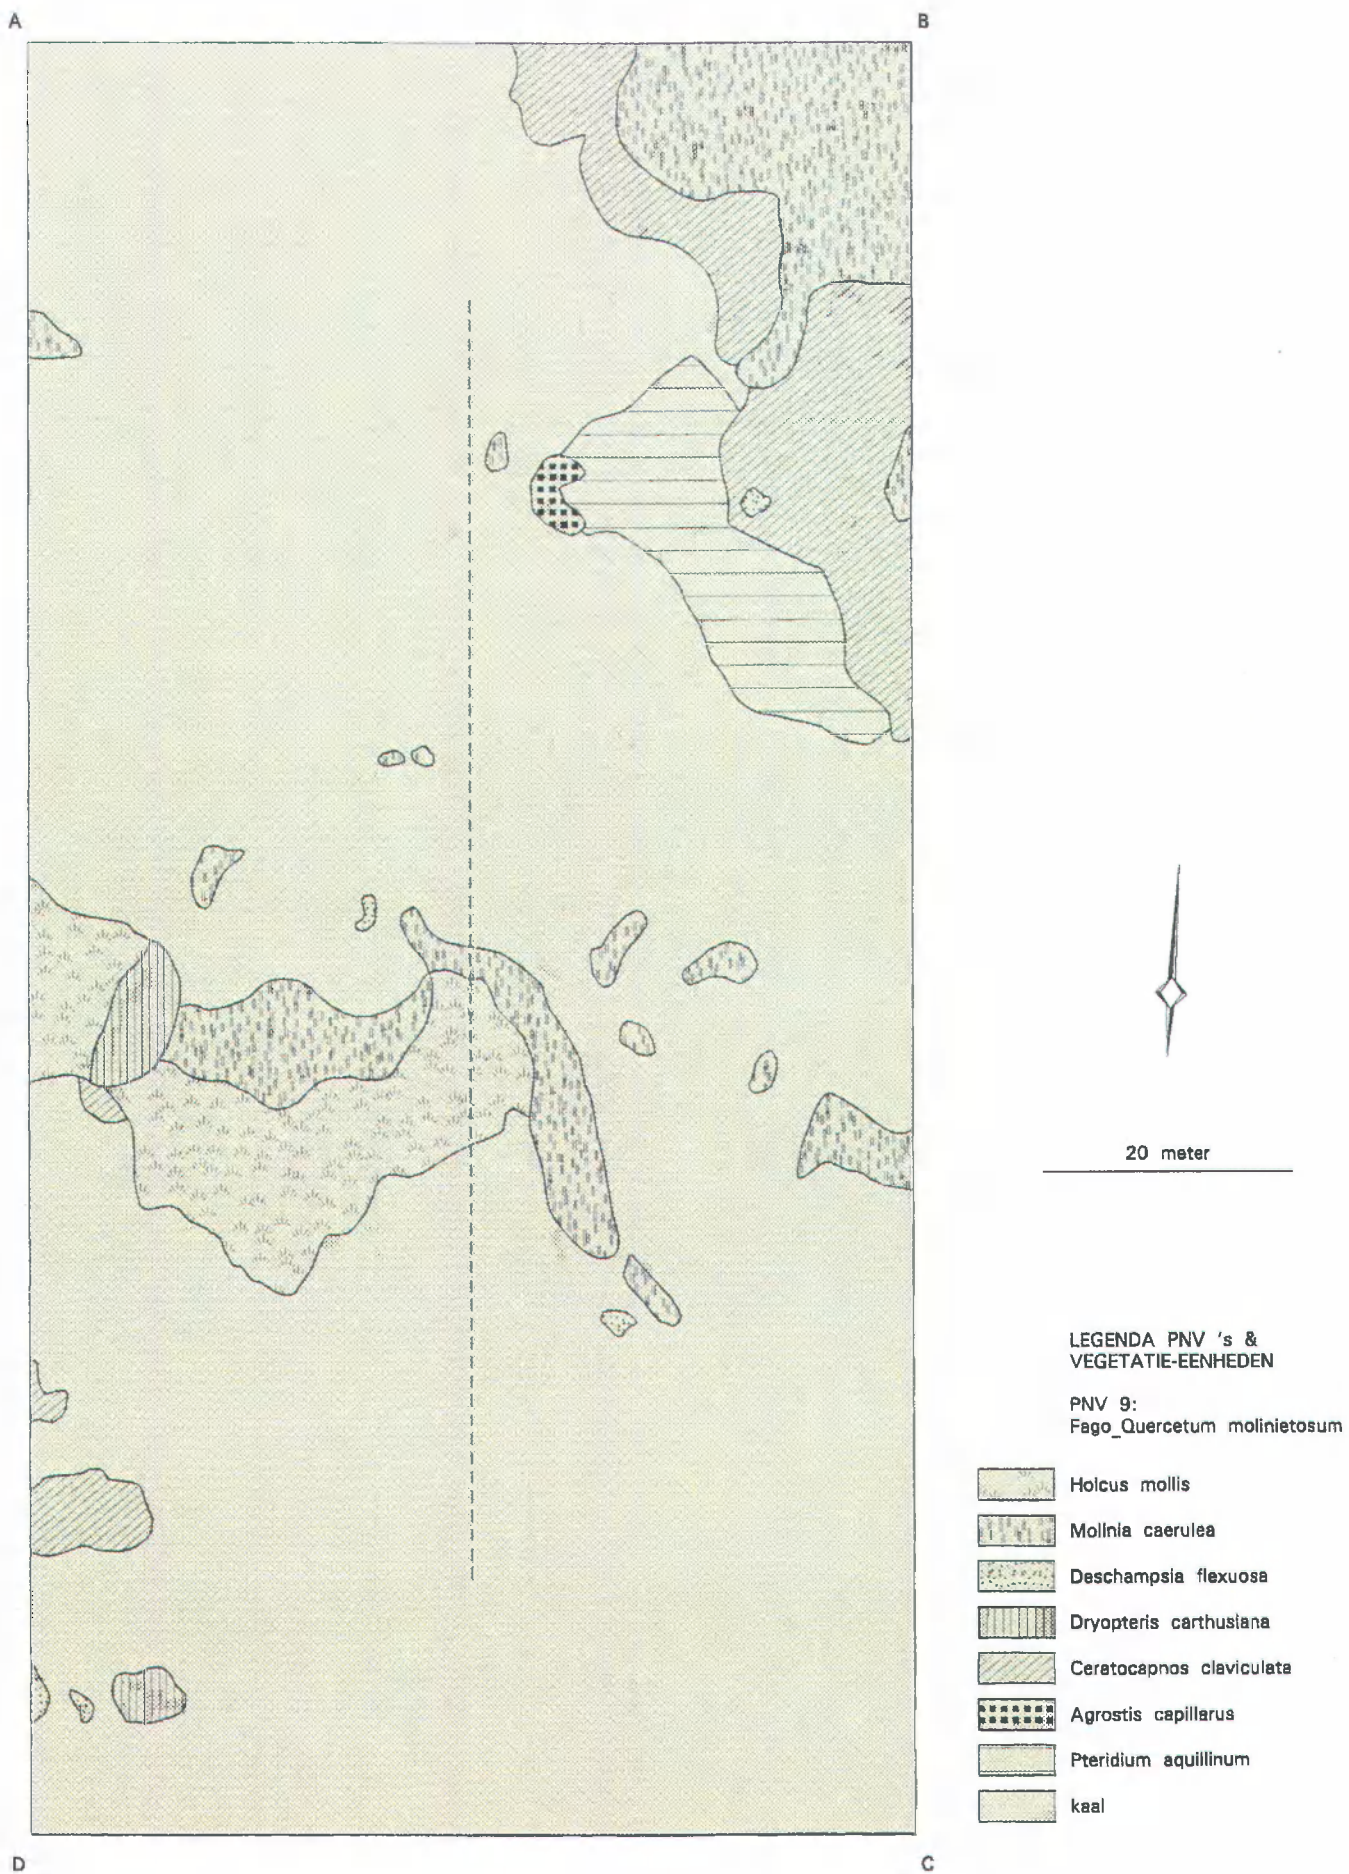 A
B
20 meter
LEGENDA PNV 's &
VEGETATIE-EENHEDEN
PNV 9:
Fago_Quercetum molinietosum
Holcus mollis
Molinia caerulea
Deschampsia flexuosa
Dryopteris carthusiana
Ceratocapnos claviculata
Agrostis capillarus
Pteridium aquillinum
kaal
D
C